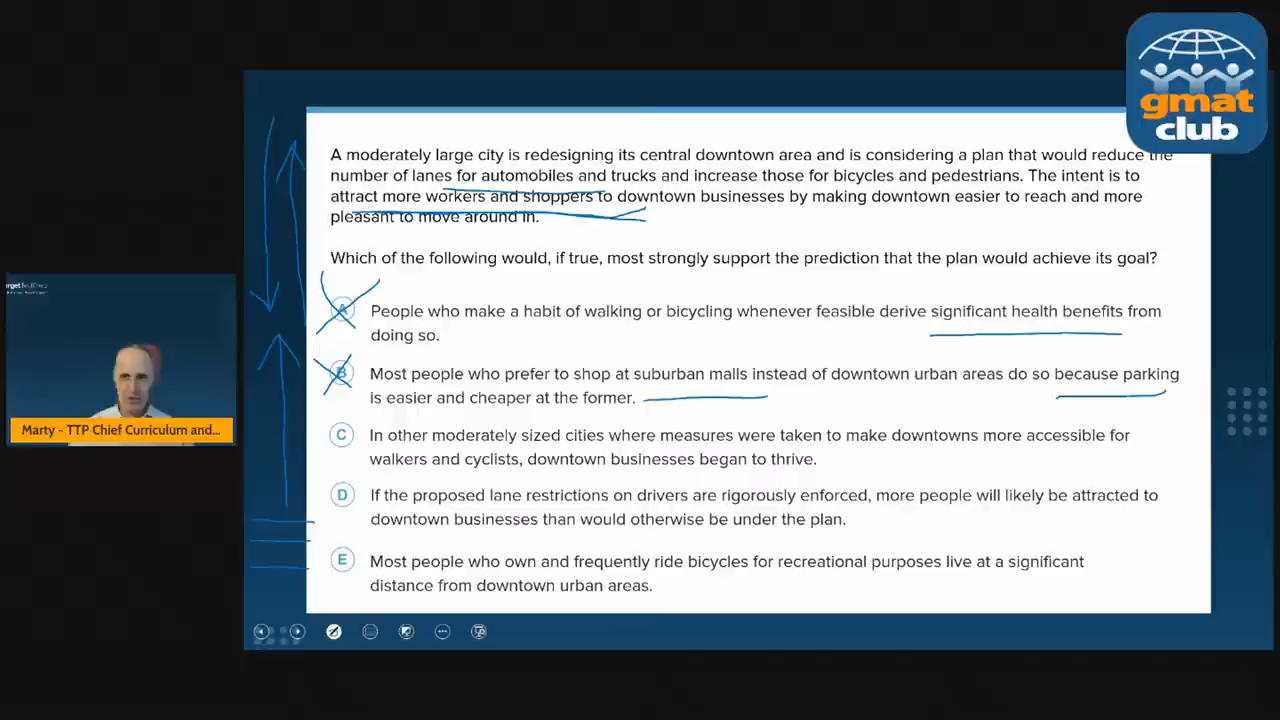 gmat
club
A moderately large city is redesigning its central downtown area and is considering a plan that would reduce the
number of lanes for automobiles and trucks and increase those for bicycles and pedestrians. The intent is to
attract more workers and shoppers to downtown businesses by making downtown easier to reach and more
pleasant to move around in.
Which of the following would, if true, most strongly support the prediction that the plan would achieve its goal?
A People who make a habit of walking or bicycling whenever feasible derive significant health benefits from
doing so.
B Most people who prefer to shop at suburban malls instead of downtown urban areas do so because parking
is easier and cheaper at the former.
C In other moderately sized cities where measures were taken to make downtowns more accessible for
walkers and cyclists, downtown businesses began to thrive.
D If the proposed lane restrictions on drivers are rigorously enforced, more people will likely be attracted to
downtown businesses than would otherwise be under the plan.
E Most people who own and frequently ride bicycles for recreational purposes live at a significant
distance from downtown urban areas.
Marty - TTP Chief Curriculum and...